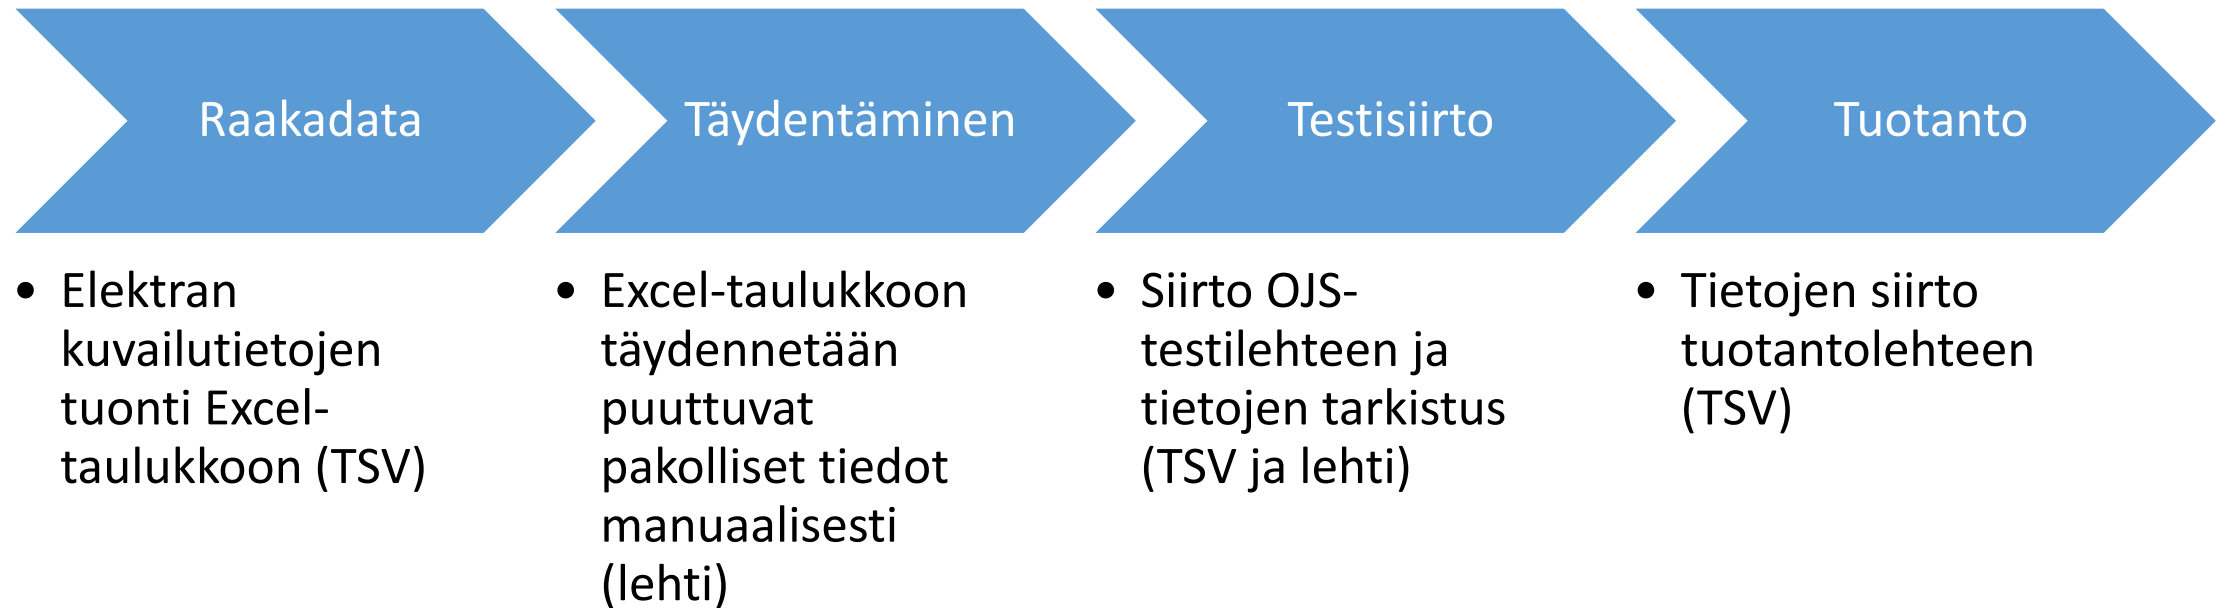 Raakadata
• Elektran
kuvailutietojen
tuonti Excel-
taulukkoon (TSV)
Täydentäminen
• Excel-taulukkoon
täydennetään
puuttuvat
pakolliset tiedot
manuaalisesti
(lehti)
Testisiirto
• Siirto OJS-
testilehteen ja
tietojen tarkistus
(TSV ja lehti)
Tuotanto
• Tietojen siirto
tuotantolehteen
(TSV)